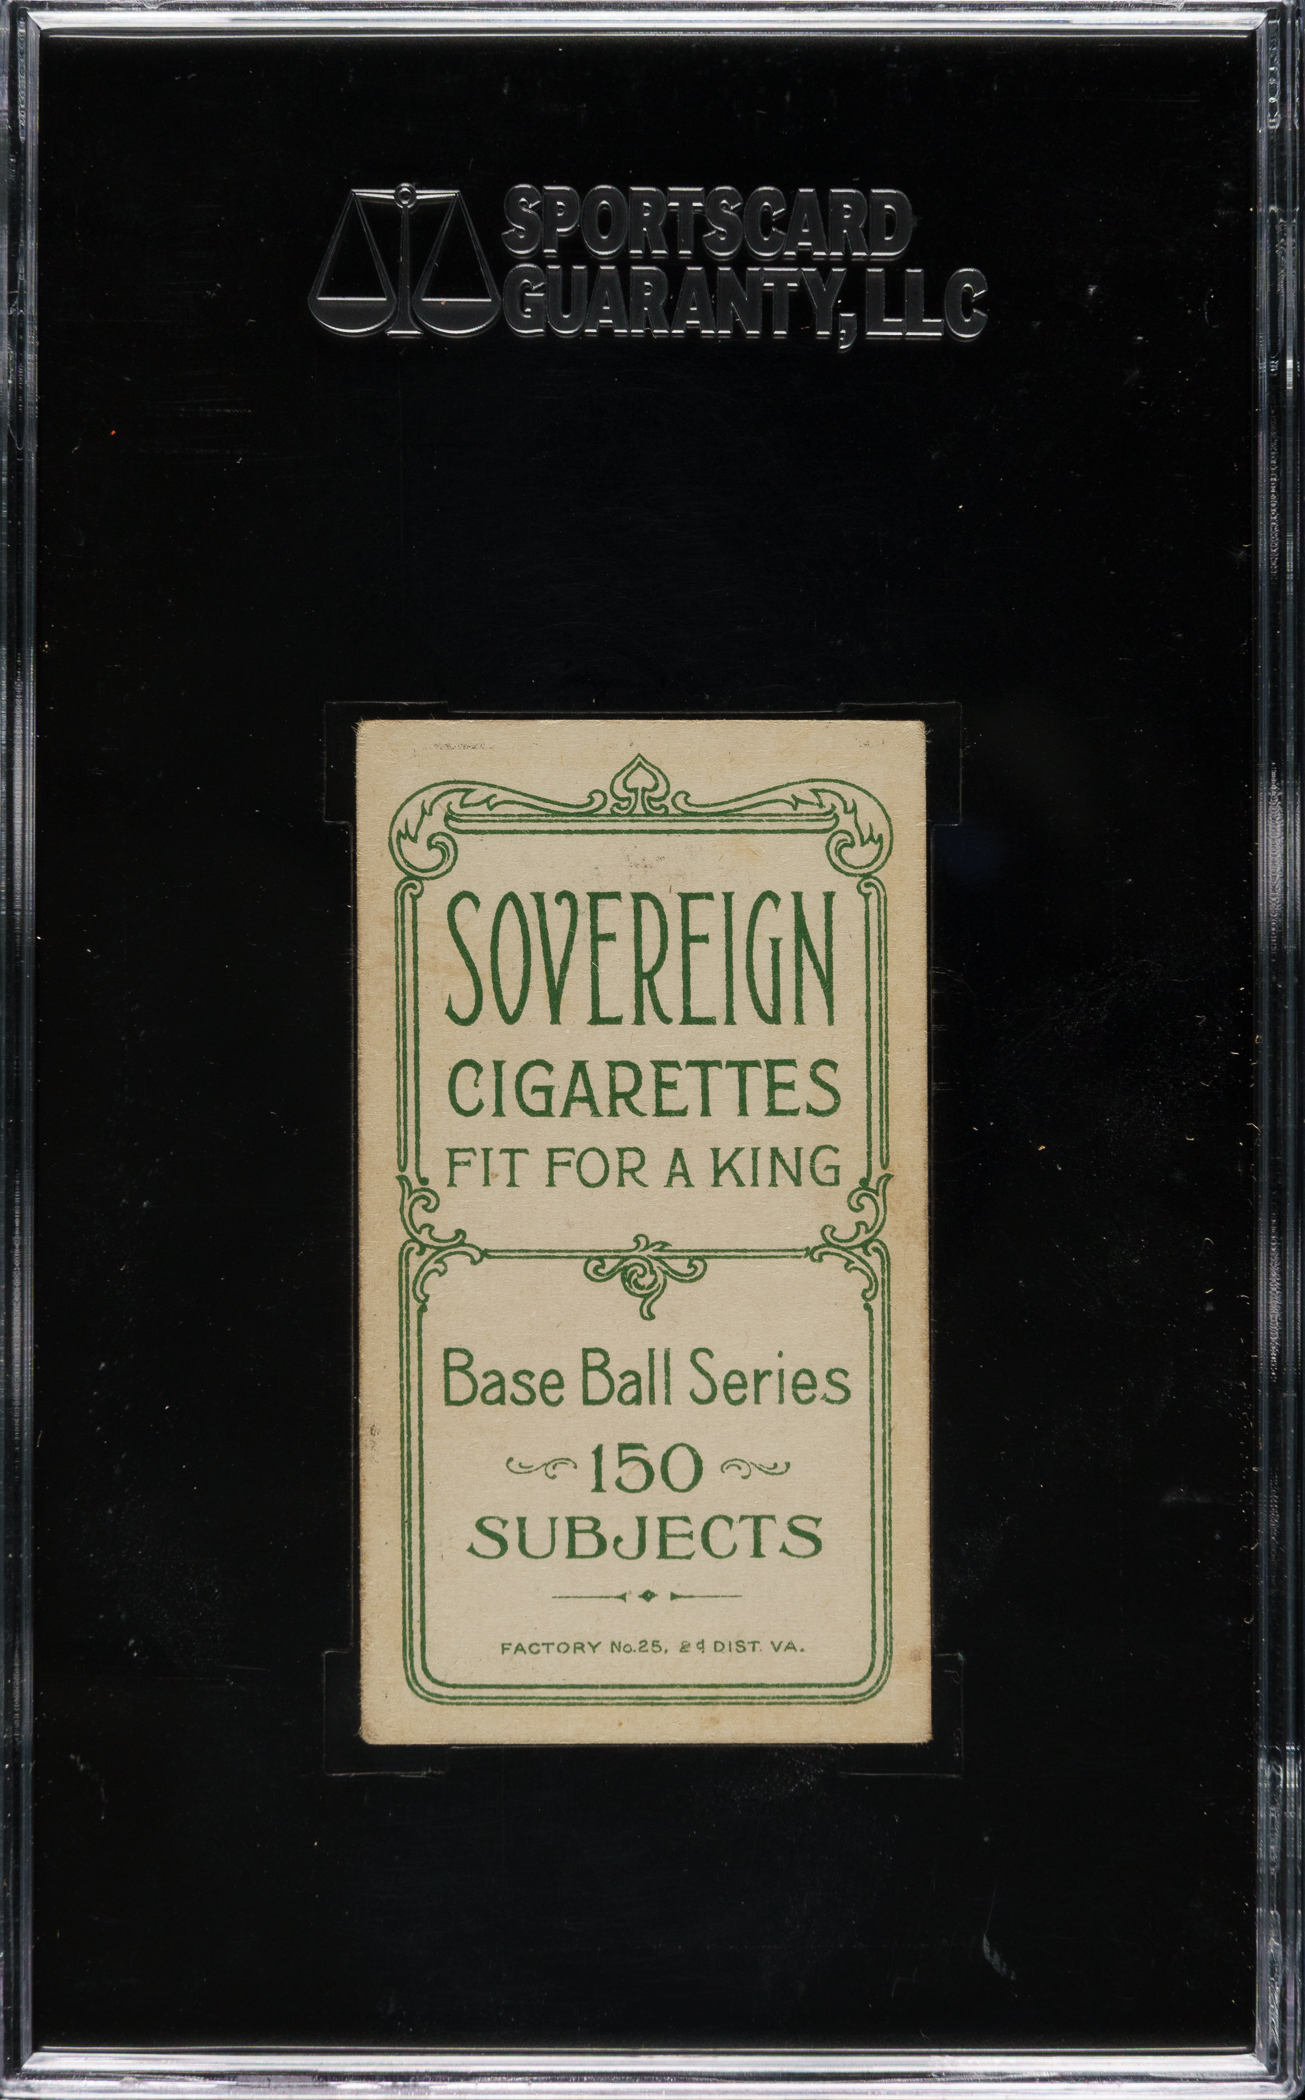 SPORTSCARD
GUARANTY, LLC
SOVEREIGN
CIGARETTES
FIT FOR A KING
Base Ball Series
150
SUBJECTS
FACTORY No. 25, 2d DIST. VA.